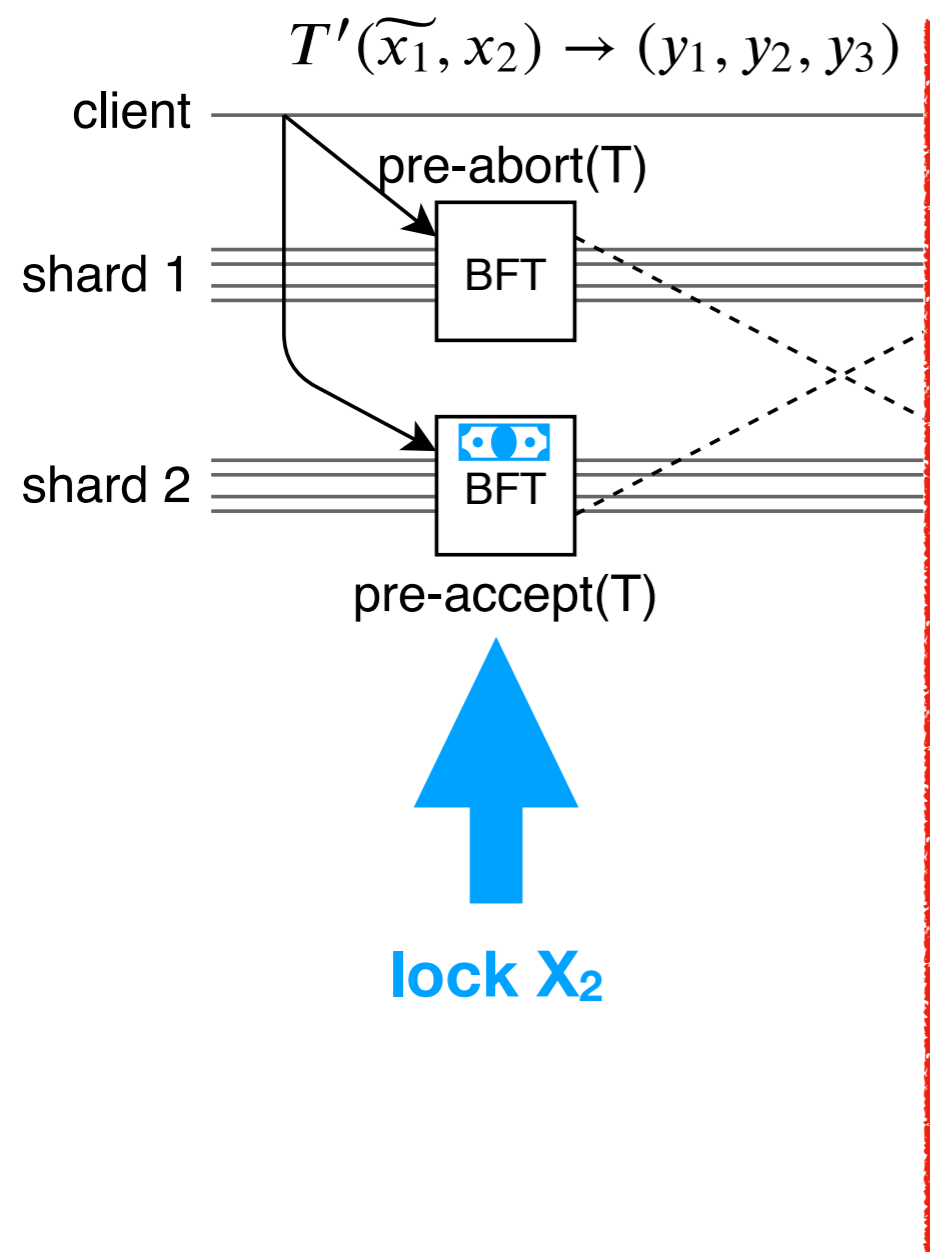 T′(x̃₁, x₂) → (y₁, y₂, y₃)
client
pre-abort(T)
shard 1
BFT
shard 2
BFT
pre-accept(T)
lock X₂